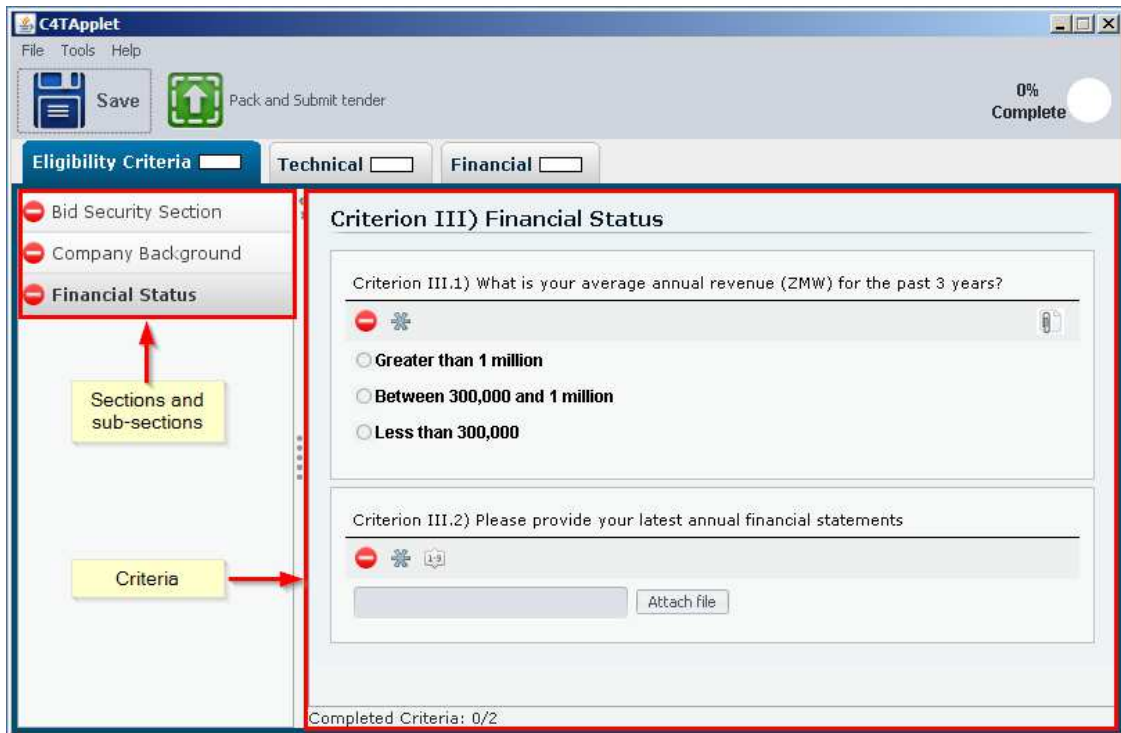 C4TApplet
File Tools Help
Save
Pack and Submit tender
0%
Complete
Eligibility Criteria
Technical
Financial
Bid Security Section
Company Background
Financial Status
Sections and
sub-sections
Criteria
Criterion III) Financial Status
Criterion III.1) What is your average annual revenue (ZMW) for the past 3 years?
Greater than 1 million
Between 300,000 and 1 million
Less than 300,000
Criterion III.2) Please provide your latest annual financial statements
1-9
Attach file
Completed Criteria: 0/2